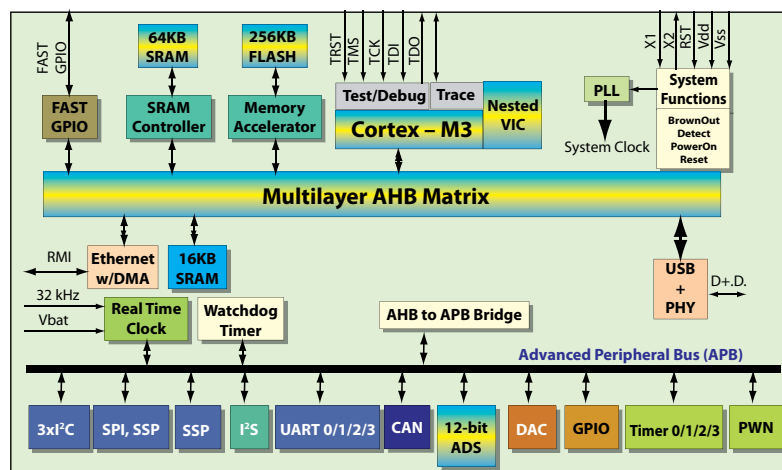 FAST
GPIO
TRST
TMS
TCK
TDI
TDO
X1
X2
RST
Vdd
Vss
64KB
SRAM
256KB
FLASH
FAST
GPIO
SRAM
Controller
Memory
Accelerator
Test/Debug
Trace
Cortex – M3
Nested
VIC
PLL
System Clock
System
Functions
BrownOut
Detect
PowerOn
Reset
Multilayer AHB Matrix
RMI
Ethernet
w/DMA
16KB
SRAM
USB
+
PHY
D+.D.
32 kHz
Vbat
Real Time
Clock
Watchdog
Timer
AHB to APB Bridge
Advanced Peripheral Bus (APB)
3xI²C
SPI, SSP
SSP
I²S
UART 0/1/2/3
CAN
12-bit
ADS
DAC
GPIO
Timer 0/1/2/3
PWN